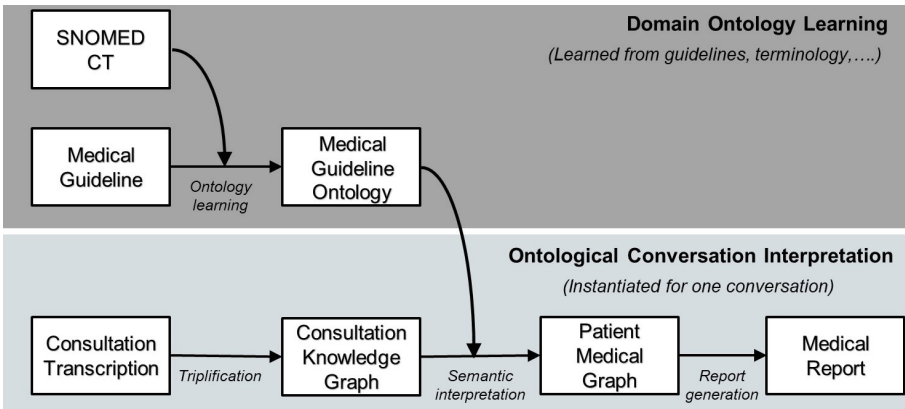 Domain Ontology Learning
(Learned from guidelines, terminology,….)
SNOMED
CT
Medical
Guideline
Ontology
learning
Medical
Guideline
Ontology
Ontological Conversation Interpretation
(Instantiated for one conversation)
Consultation
Transcription
Triplification
Consultation
Knowledge
Graph
Semantic
interpretation
Patient
Medical
Graph
Report
generation
Medical
Report